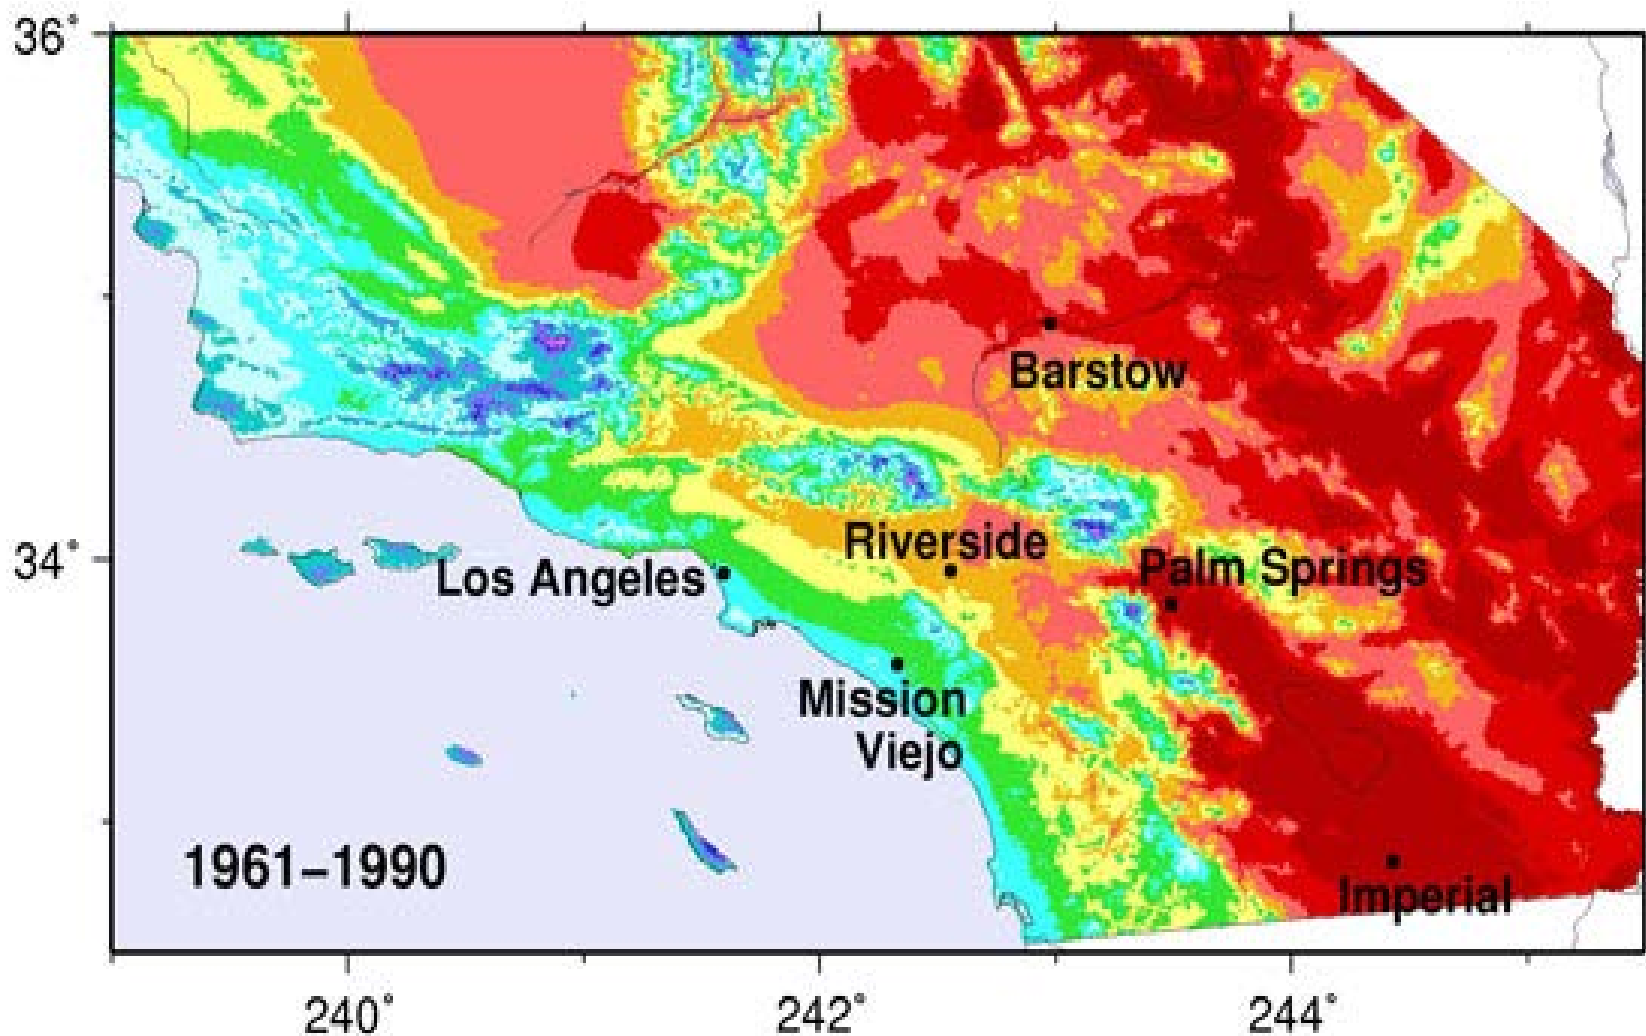 36°
Barstow
Riverside
34°
Palm Springs
Los Angeles
Mission
Viejo
1961–1990
Imperial
240°
242°
244°